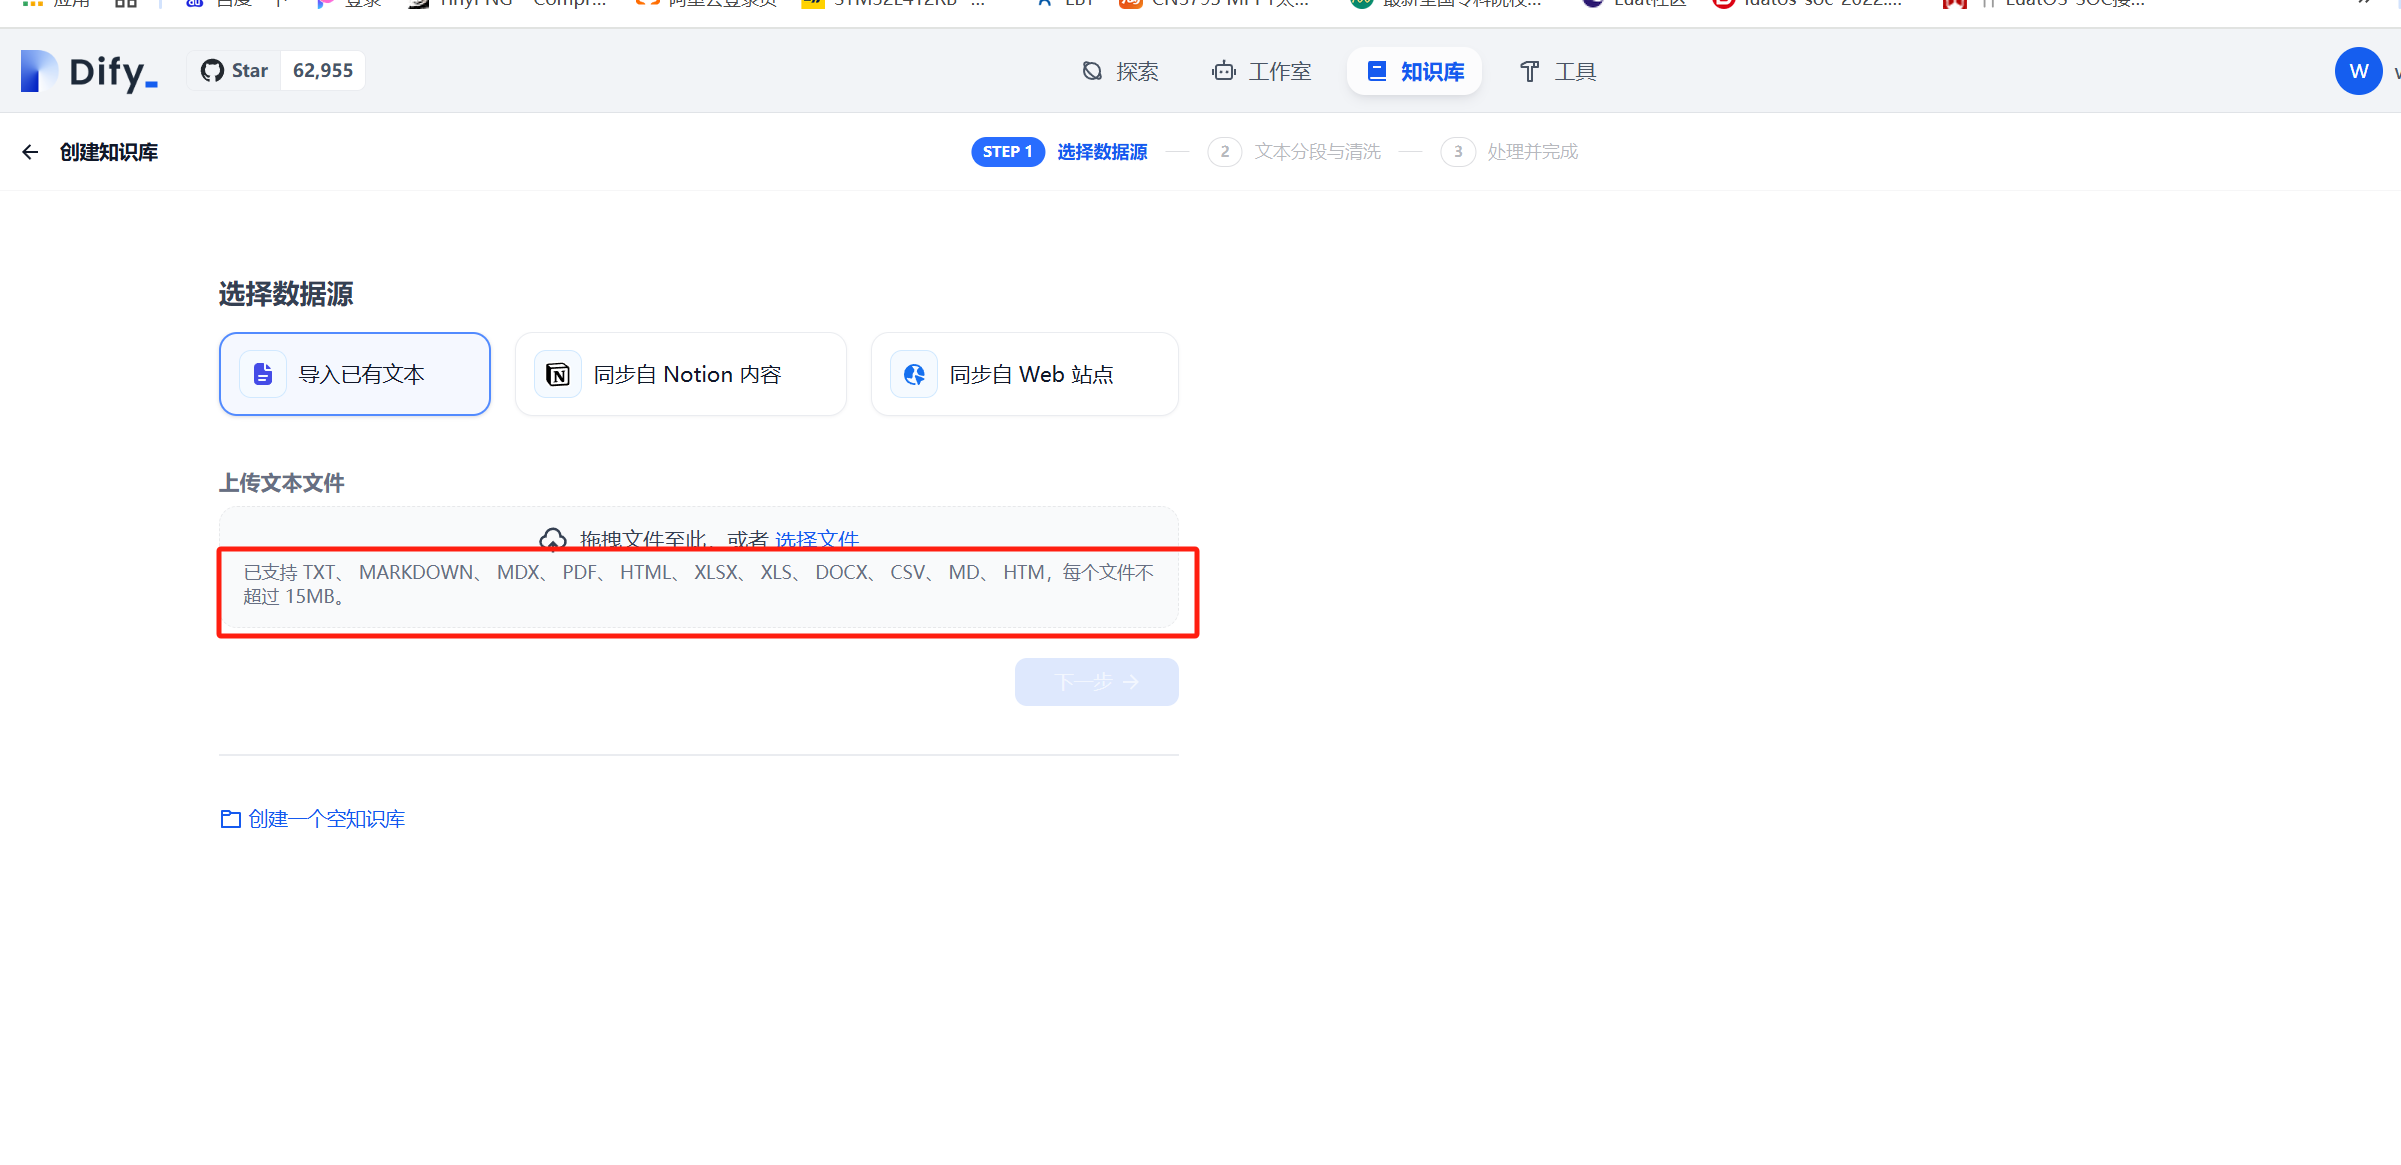 Dify_
Star 62,955
探索 工作室 知识库 工具
W
创建知识库
STEP 1 选择数据源 2 文本分段与清洗 3 处理并完成
选择数据源
导入已有文本 同步自 Notion 内容 同步自 Web 站点
上传文本文件
拖拽文件至此，或者 选择文件
已支持 TXT、 MARKDOWN、 MDX、 PDF、 HTML、 XLSX、 XLS、 DOCX、 CSV、 MD、 HTM，每个文件不
超过 15MB。
下一步 →
创建一个空知识库